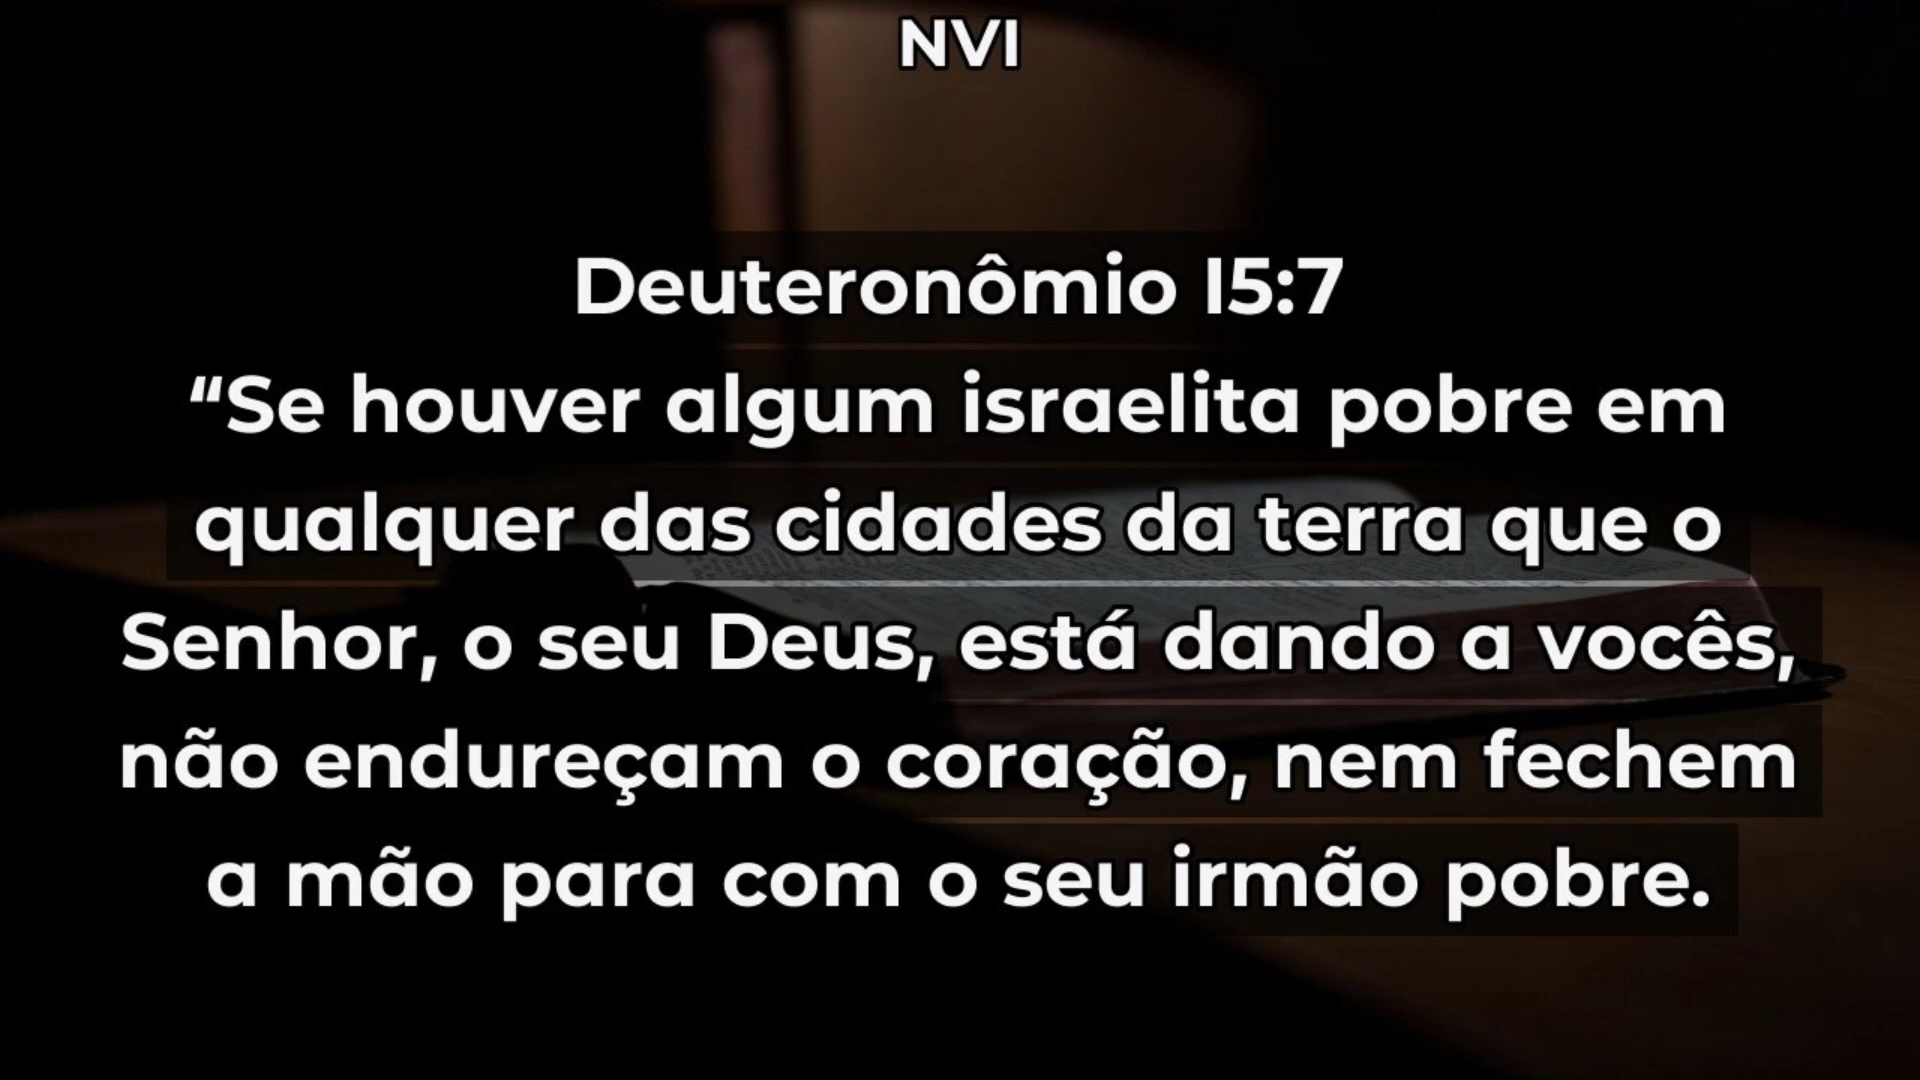 NVI
Deuteronômio I5:7
“Se houver algum israelita pobre em
qualquer das cidades da terra que o
Senhor, o seu Deus, está dando a vocês,
não endureçam o coração, nem fechem
a mão para com o seu irmão pobre.